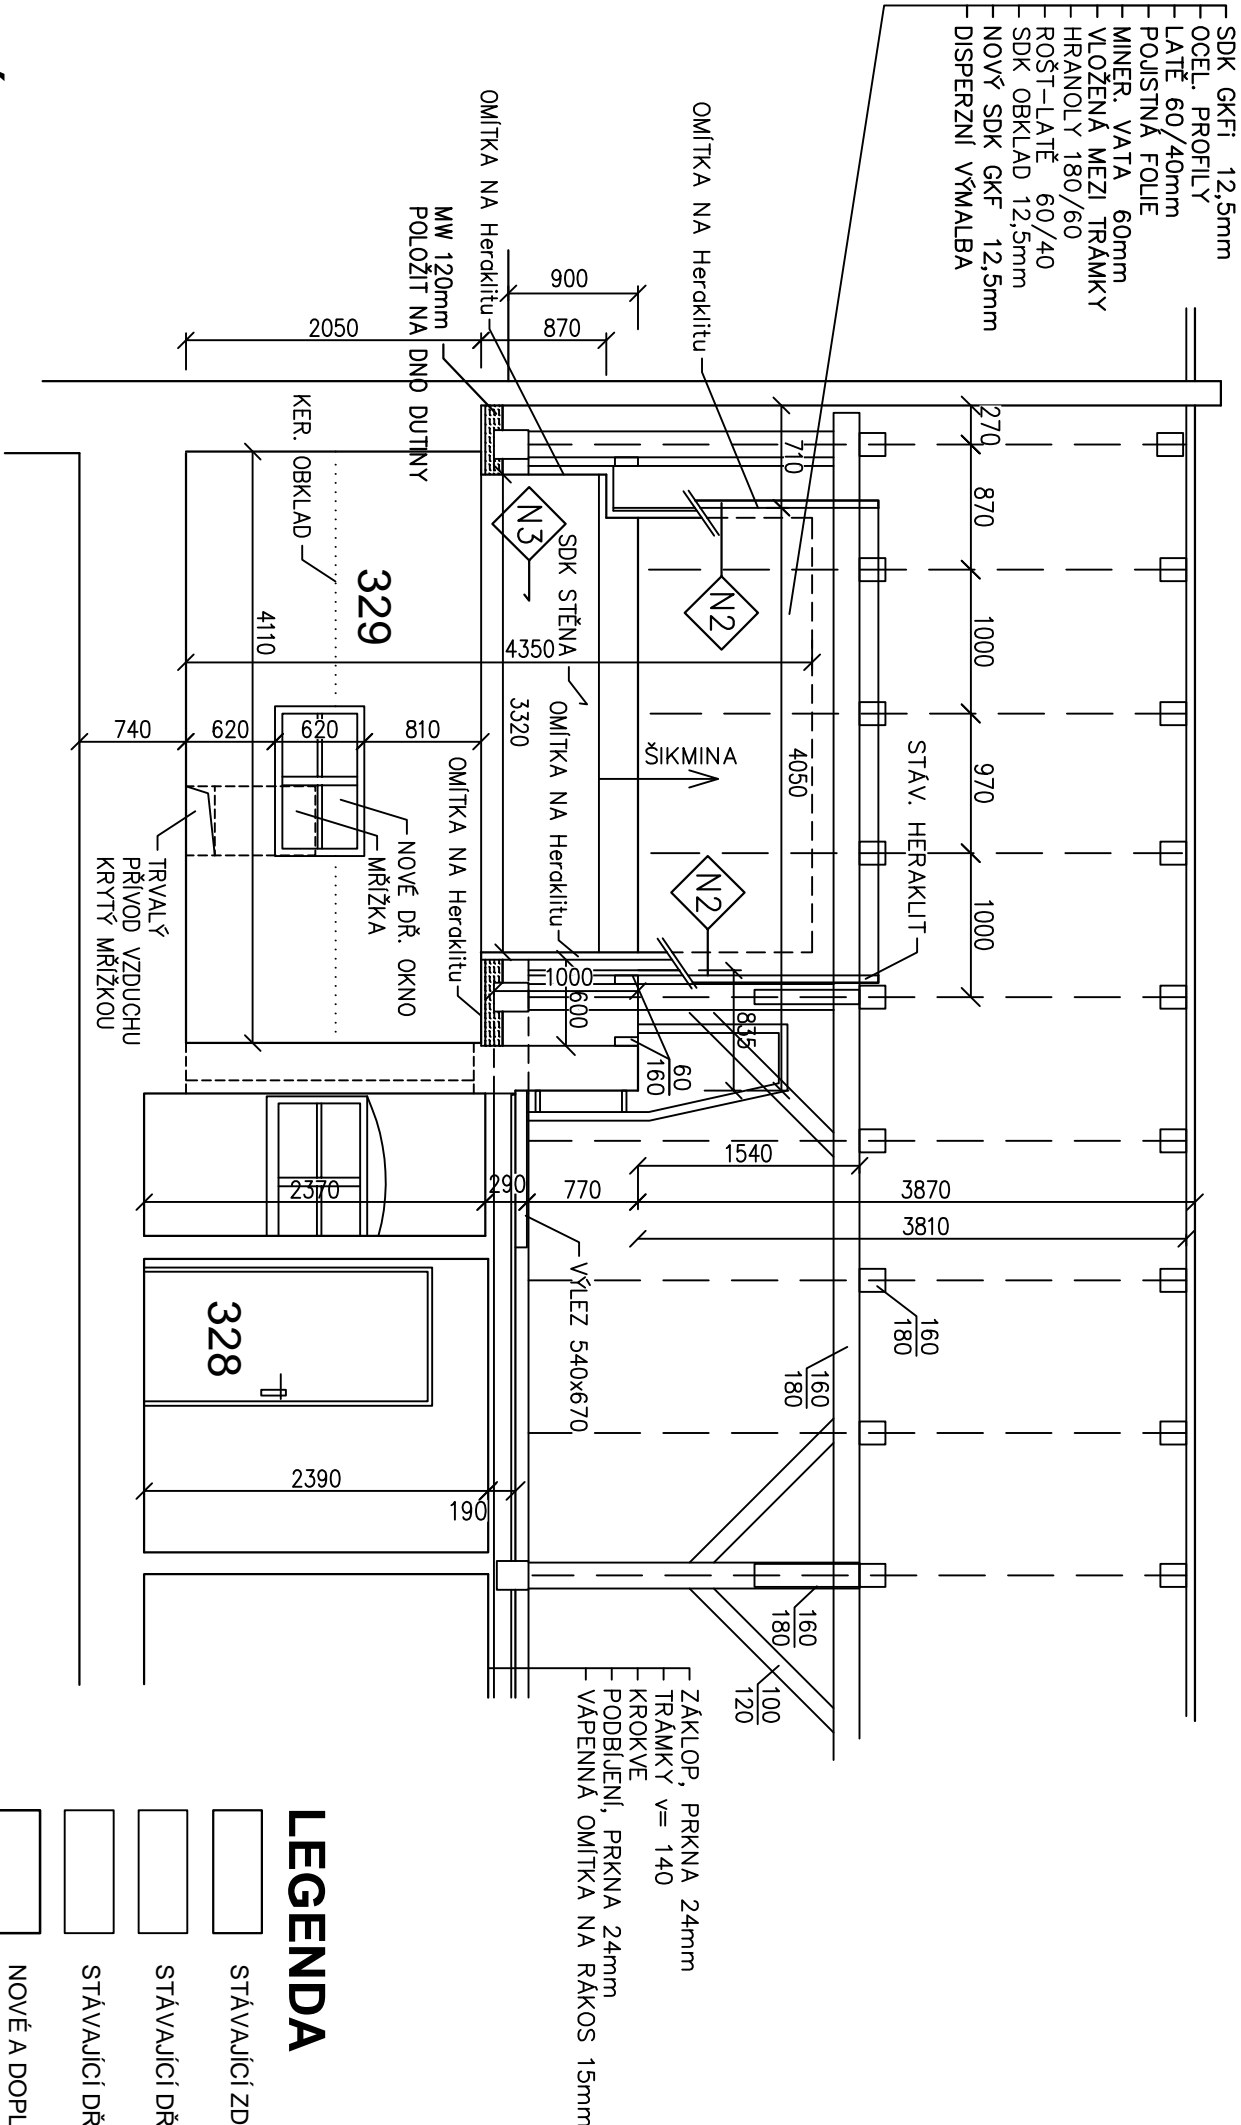 SDK GKFi 12,5mm
OCEL. PROFILY
LATĚ 60/40mm
POJISTNÁ FOLIE
MINER. VATA 60mm
VLOŽENÁ MEZI TRÁMKY
HRANOLY 180/60
ROŠT-LATĚ 60/40
SDK OBKLAD 12,5mm
NOVÝ SDK GKF 12,5mm
DISPERZNÍ VÝMALBA
OMÍTKA NA Heraklitu
OMÍTKA NA Heraklitu
MW 120mm
POLOŽIT NA DNO DUTINY
900
870
2050
270
870
1000
970
1000
710
4050
STÁV. HERAKLIT
N2
N2
N3
SDK STĚNA
4350
3320
OMÍTKA NA Heraklitu
ŠIKMINA
KER. OBKLAD
329
4110
740
620
620
810
OMÍTKA NA Heraklitu
NOVÉ DŘ. OKNO
MŘÍŽKA
TRVALÝ
PŘÍVOD VZDUCHU
KRYTÝ MŘÍŽKOU
1000
600
835
60
160
1540
2370
290
770
3870
3810
VÝLEZ 540x670
160
180
160
180
328
2390
190
160
180
100
120
ZÁKLOP, PRKNA 24mm
TRÁMKY v= 140
KROKVE
PODBÍJENÍ, PRKNA 24mm
VÁPENNÁ OMÍTKA NA RÁKOS 15mm
LEGENDA
STÁVAJÍCÍ ZD
STÁVAJÍCÍ DŘ
STÁVAJÍCÍ DŘ
NOVÉ A DOPL